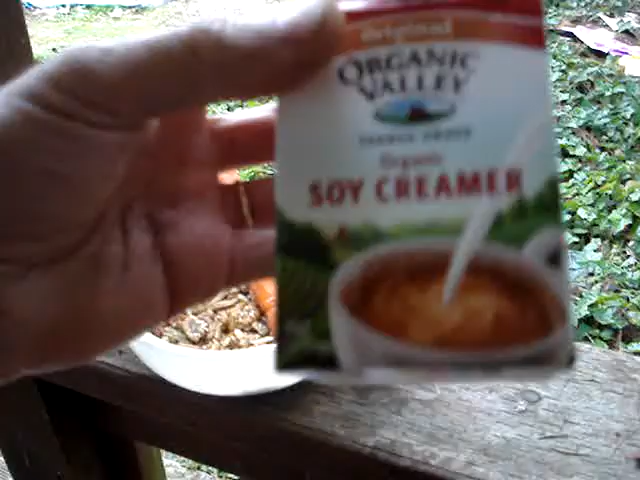 Original
ORGANIC
VALLEY
FARMER OWNED
Organic
SOY CREAMER